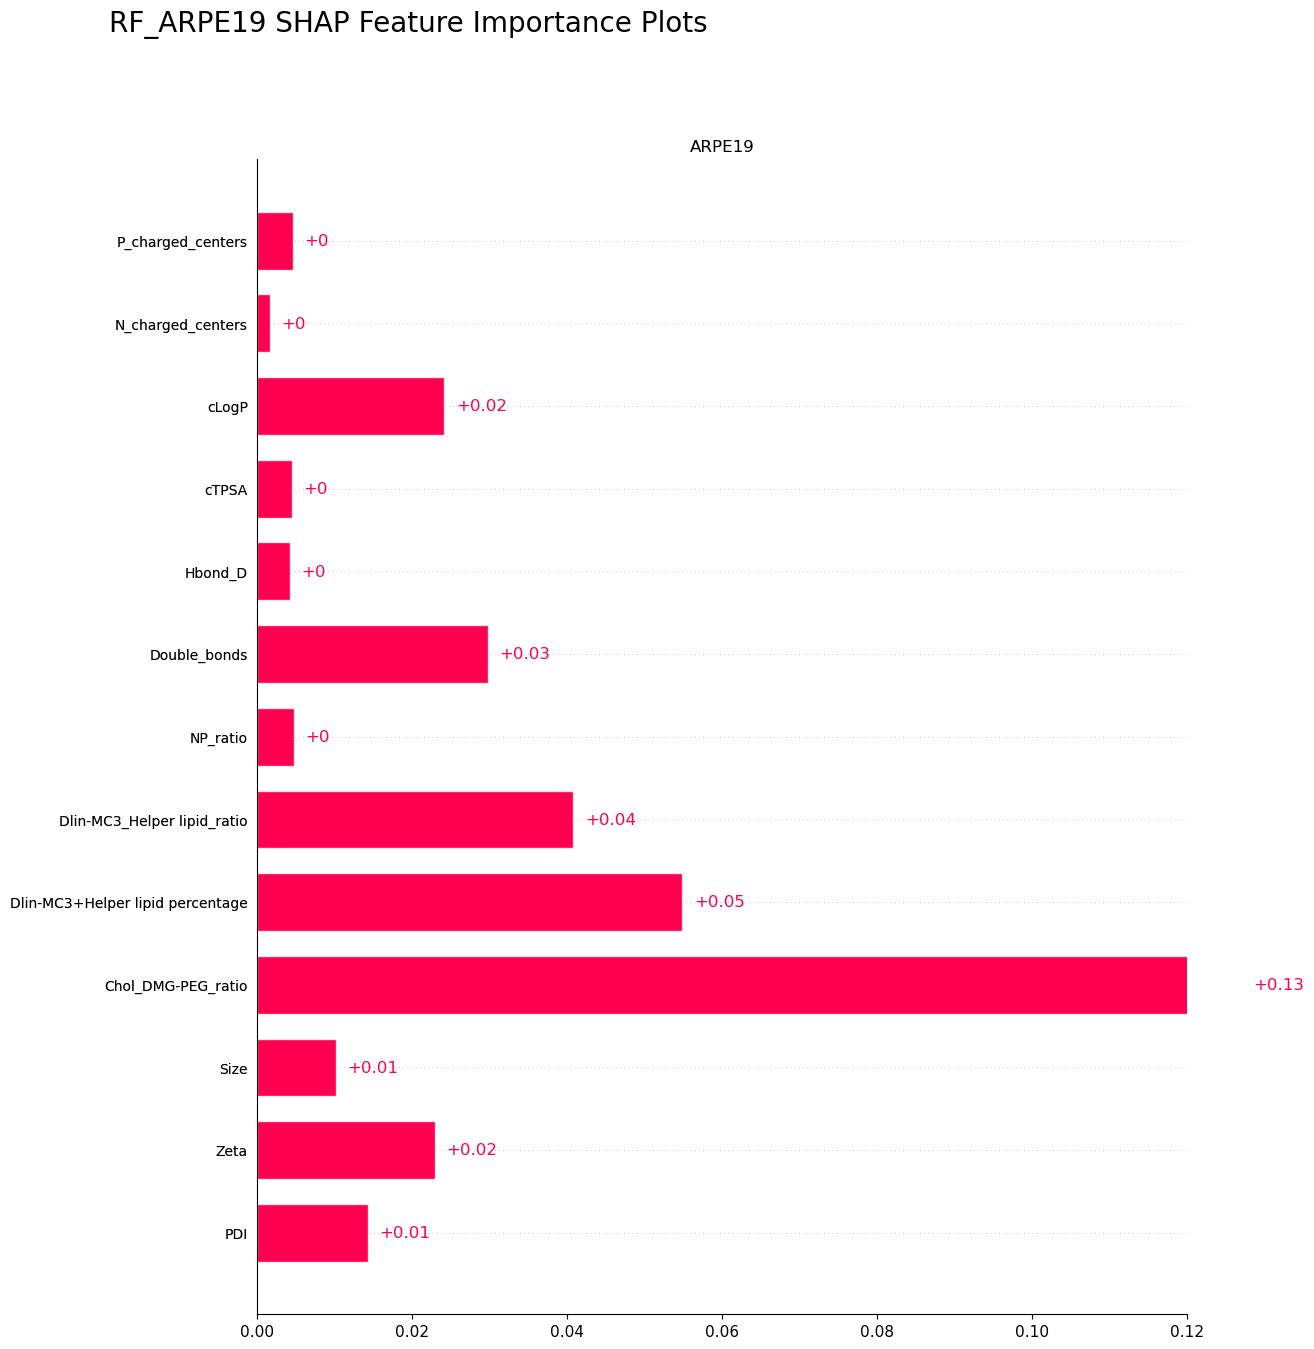 RF_ARPE19 SHAP Feature Importance Plots
ARPE19
P_charged_centers +0
N_charged_centers +0
cLogP +0.02
cTPSA +0
Hbond_D +0
Double_bonds +0.03
NP_ratio +0
Dlin-MC3_Helper lipid_ratio +0.04
Dlin-MC3+Helper lipid percentage +0.05
Chol_DMG-PEG_ratio +0.13
Size +0.01
Zeta +0.02
PDI +0.01
0.00 0.02 0.04 0.06 0.08 0.10 0.12